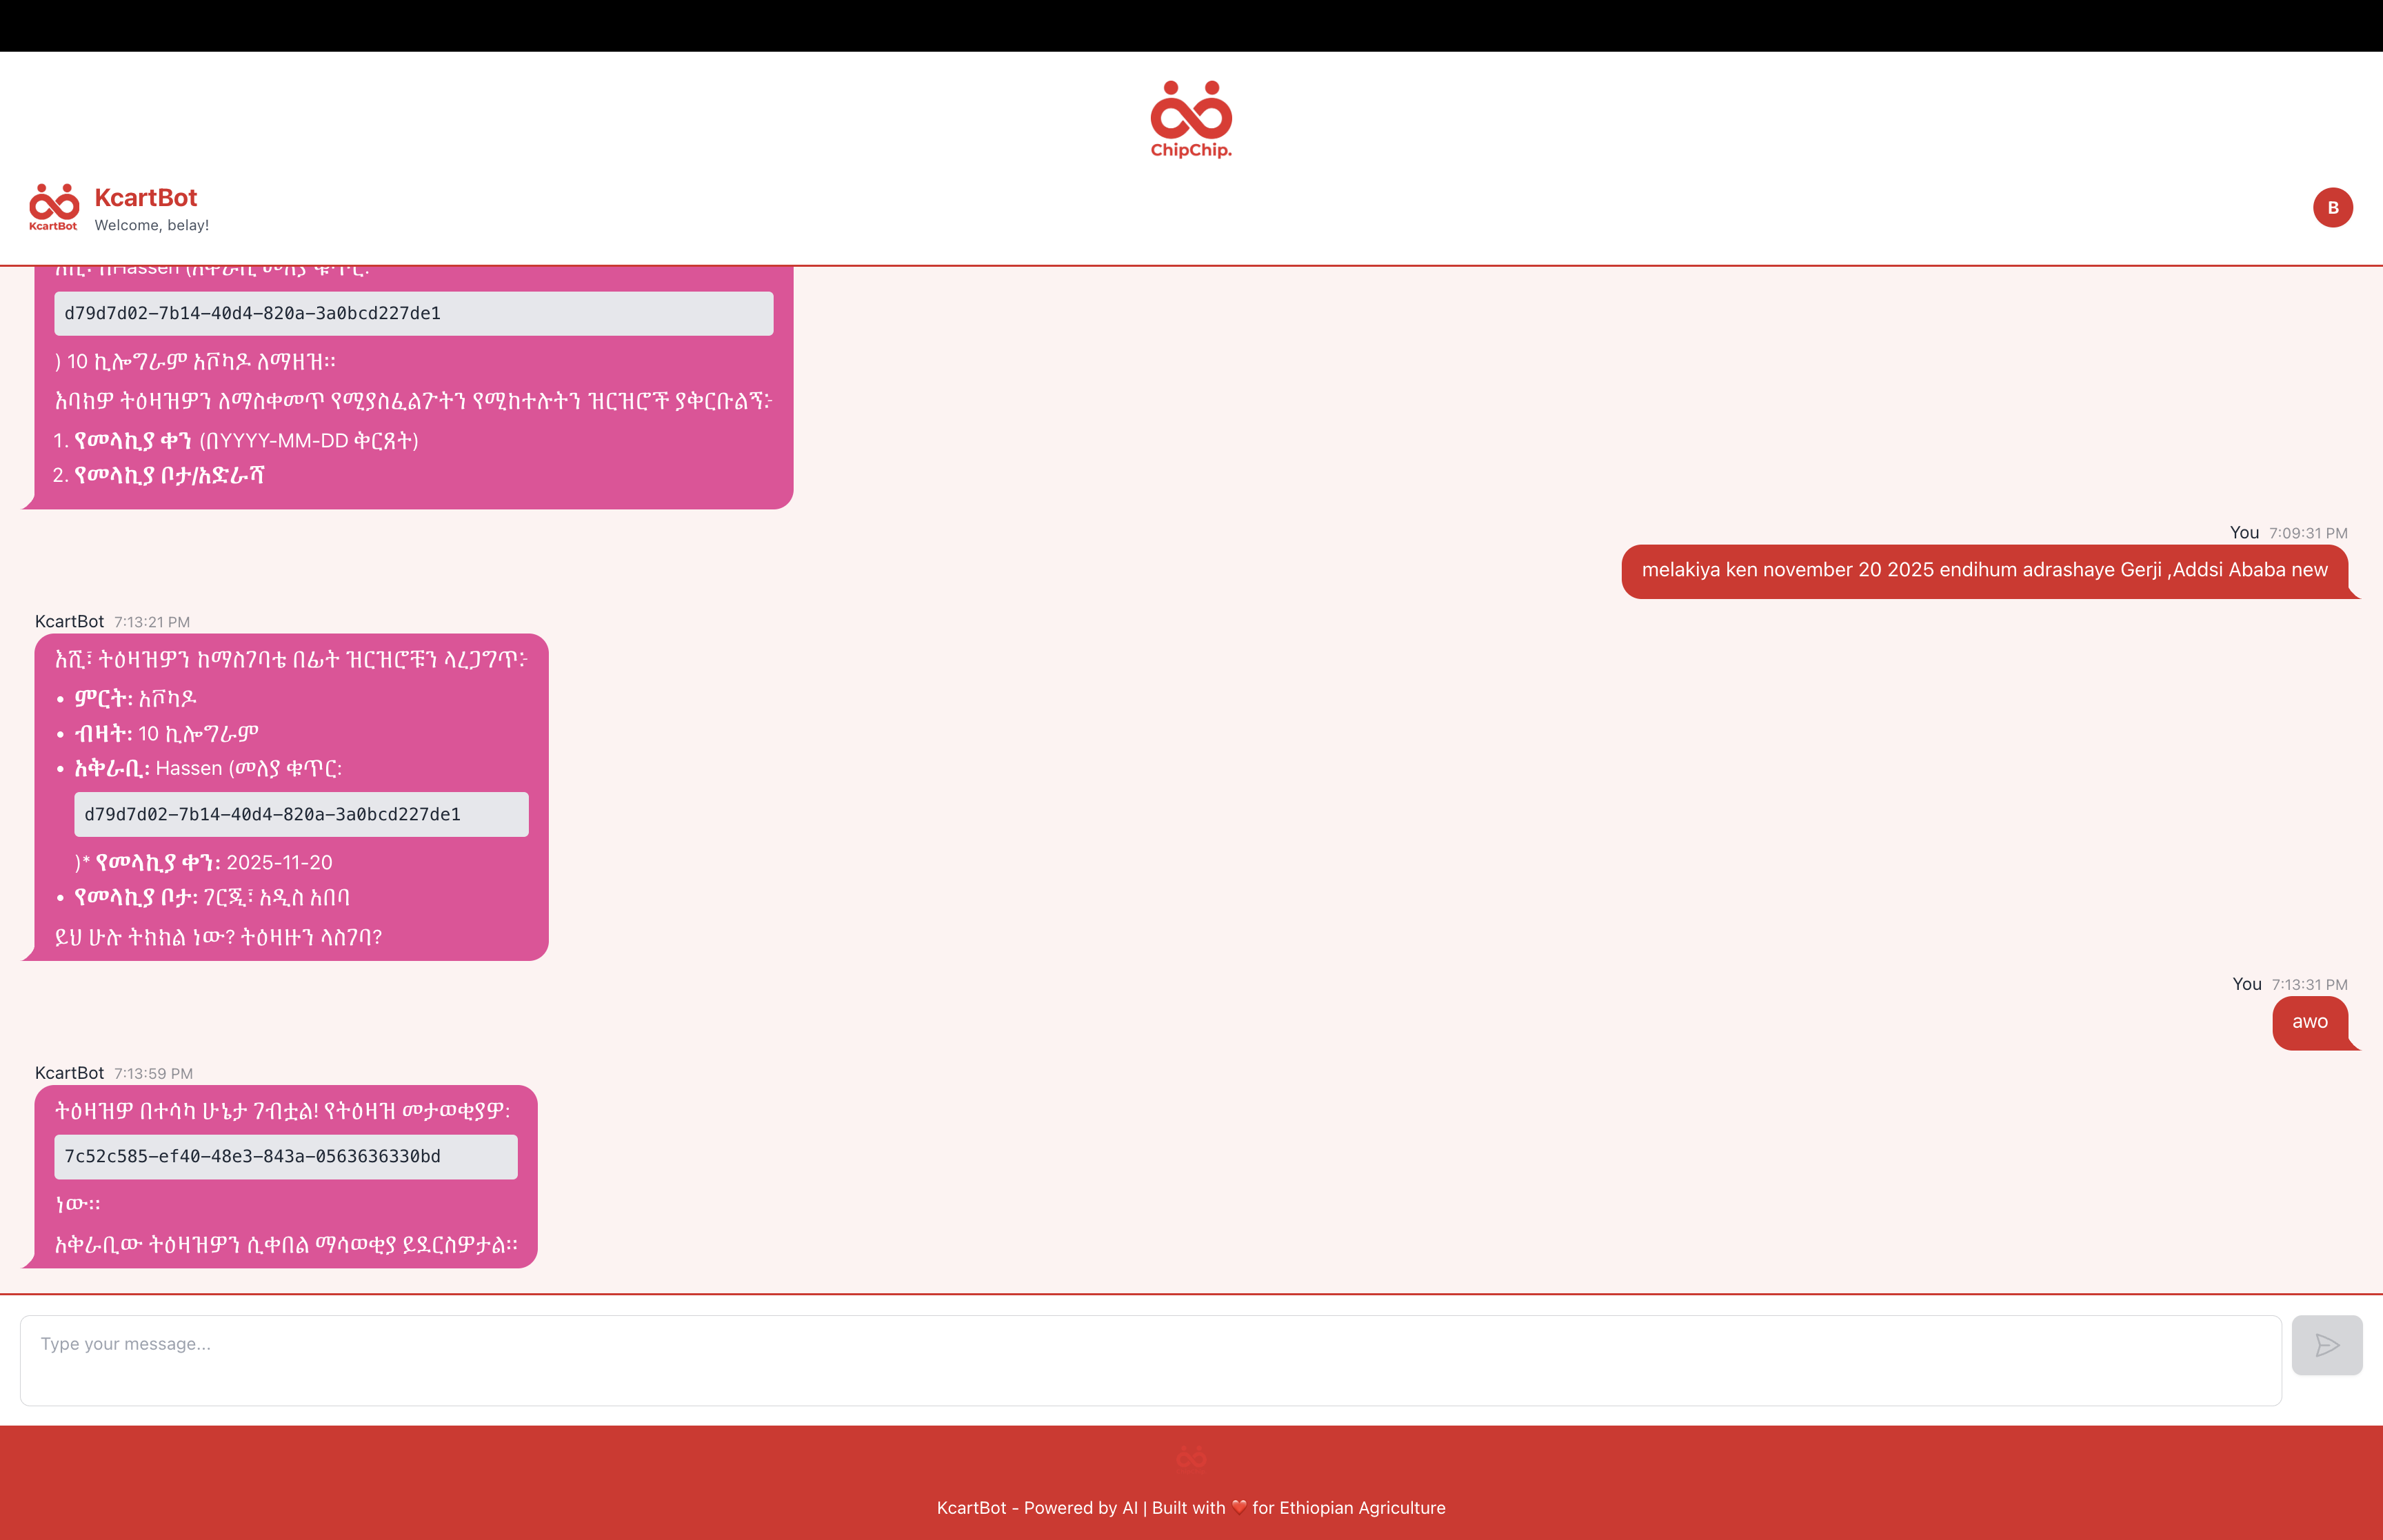 ChipChip.
KcartBot
KcartBot
Welcome, belay!
B
እሺ፣ ከHassen (አቅራቢ መለያ ቁጥር:
d79d7d02-7b14-40d4-820a-3a0bcd227de1
) 10 ኪሎግራም አቮካዶ ለማዘዝ።
እባክዎ ትዕዛዝዎን ለማስቀመጥ የሚያስፈልጉትን የሚከተሉትን ዝርዝሮች ያቅርቡልኝ፦
1. የመላኪያ ቀን (በYYYY-MM-DD ቅርጸት)
2. የመላኪያ ቦታ/አድራሻ
You 7:09:31 PM
melakiya ken november 20 2025 endihum adrashaye Gerji ,Addsi Ababa new
KcartBot 7:13:21 PM
እሺ፣ ትዕዛዝዎን ከማስገባቴ በፊት ዝርዝሮቹን ላረጋግጥ፦
• ምርት: አቮካዶ
• ብዛት: 10 ኪሎግራም
• አቅራቢ: Hassen (መለያ ቁጥር:
d79d7d02-7b14-40d4-820a-3a0bcd227de1
)* የመላኪያ ቀን: 2025-11-20
• የመላኪያ ቦታ: ገርጂ፣ አዲስ አበባ
ይህ ሁሉ ትክክል ነው? ትዕዛዙን ላስገባ?
You 7:13:31 PM
awo
KcartBot 7:13:59 PM
ትዕዛዝዎ በተሳካ ሁኔታ ገብቷል! የትዕዛዝ መታወቂያዎ:
7c52c585-ef40-48e3-843a-0563636330bd
ነው።
አቅራቢው ትዕዛዝዎን ሲቀበል ማሳወቂያ ይደርስዎታል።
Type your message...
KcartBot - Powered by AI | Built with ❤️ for Ethiopian Agriculture